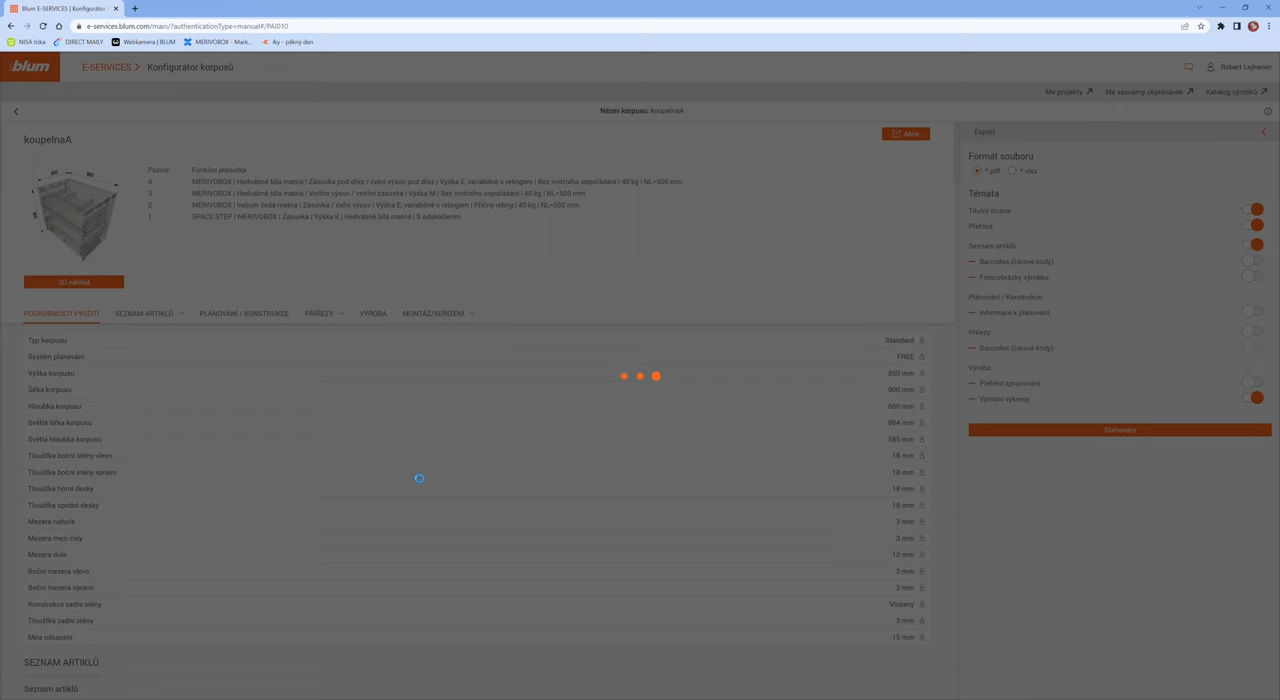 Blum E-SERVICES | Konfigurátor
e-services.blum.com/main/?authenticationType=manual#/PAI010
NISA trika
DIRECT MAILY
Webkamera | BLUM
MERIVOBOX - Mark...
iky - pěkný den
blum
E-SERVICES
Konfigurátor korpusů
Robert Lejhanec
Mé projekty
Mé seznamy objednávek
Katalog výrobků
Název korpusu: koupelnaA
koupelnaA
Akce
Pozice Funkční jednotka
4 MERIVOBOX | Hedvábně bílá matná | Zásuvka pod dřez / čelní výsuv pod dřez | Výška E, variabilně s relingem | Bez vnitřního uspořádání | 40 kg | NL=500 mm
3 MERIVOBOX | Hedvábně bílá matná | Vnitřní výsuv / vnitřní zásuvka | Výška M | Bez vnitřního uspořádání | 40 kg | NL=500 mm
2 MERIVOBOX | Indium šedá matná | Zásuvka / čelní výsuv | Výška E, variabilně s relingem | Příčný reling | 40 kg | NL=550 mm
1 SPACE STEP | MERIVOBOX | Zásuvka | Výška K | Hedvábně bílá matná | S odskočením
3D náhled
PODROBNOSTI VYUŽITÍ
SEZNAM ARTIKLŮ
PLÁNOVÁNÍ / KONSTRUKCE
PŘÍŘEZY
VÝROBA
MONTÁŽ/SEŘÍZENÍ
Typ korpusu Standard
Systém plánování FREE
Výška korpusu 850 mm
Šířka korpusu 900 mm
Hloubka korpusu 600 mm
Světlá šířka korpusu 864 mm
Světlá hloubka korpusu 585 mm
Tloušťka boční stěny vlevo 18 mm
Tloušťka boční stěny vpravo 18 mm
Tloušťka horní desky 18 mm
Tloušťka spodní desky 18 mm
Mezera nahoře 3 mm
Mezera mezi čely 3 mm
Mezera dole 10 mm
Boční mezera vlevo 2 mm
Boční mezera vpravo 2 mm
Konstrukce zadní stěny Vložený
Tloušťka zadní stěny 3 mm
Míra odsazení 15 mm
SEZNAM ARTIKLŮ
Seznam artiklů
Export
Formát souboru
*.pdf *.xlsx
Témata
Titulní strana:
Přehled:
Seznam artiklů:
Barcodes (čárové kódy):
Foto/obrázky výrobku:
Plánování / Konstrukce:
Informace k plánování:
Přířezy:
Barcodes (čárové kódy):
Výroba:
Přehled zpracování:
Výrobní výkresy:
Stahování